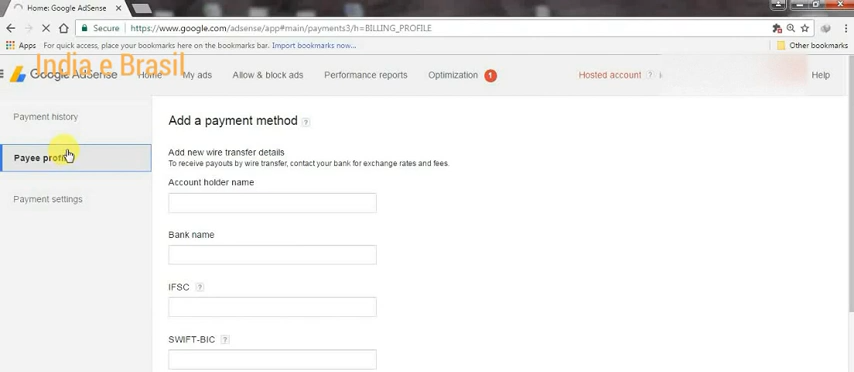 Home: Google AdSense
Secure https://www.google.com/adsense/app#main/payments3/h=BILLING_PROFILE
Apps For quick access, place your bookmarks here on the bookmarks bar. Import bookmarks now... Other bookmarks
India e Brasil
Google AdSense Home My ads Allow & block ads Performance reports Optimization 1 Hosted account ? Help
Payment history
Payee profile
Payment settings
Add a payment method ?
Add new wire transfer details
To receive payouts by wire transfer, contact your bank for exchange rates and fees.
Account holder name
Bank name
IFSC ?
SWIFT-BIC ?